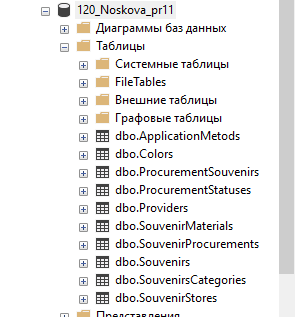 120_Noskova_pr11
Диаграммы баз данных
Таблицы
Системные таблицы
FileTables
Внешние таблицы
Графовые таблицы
dbo.ApplicationMetods
dbo.Colors
dbo.ProcurementSouvenirs
dbo.ProcurementStatuses
dbo.Providers
dbo.SouvenirMaterials
dbo.SouvenirProcurements
dbo.Souvenirs
dbo.SouvenirsCategories
dbo.SouvenirStores
Представления